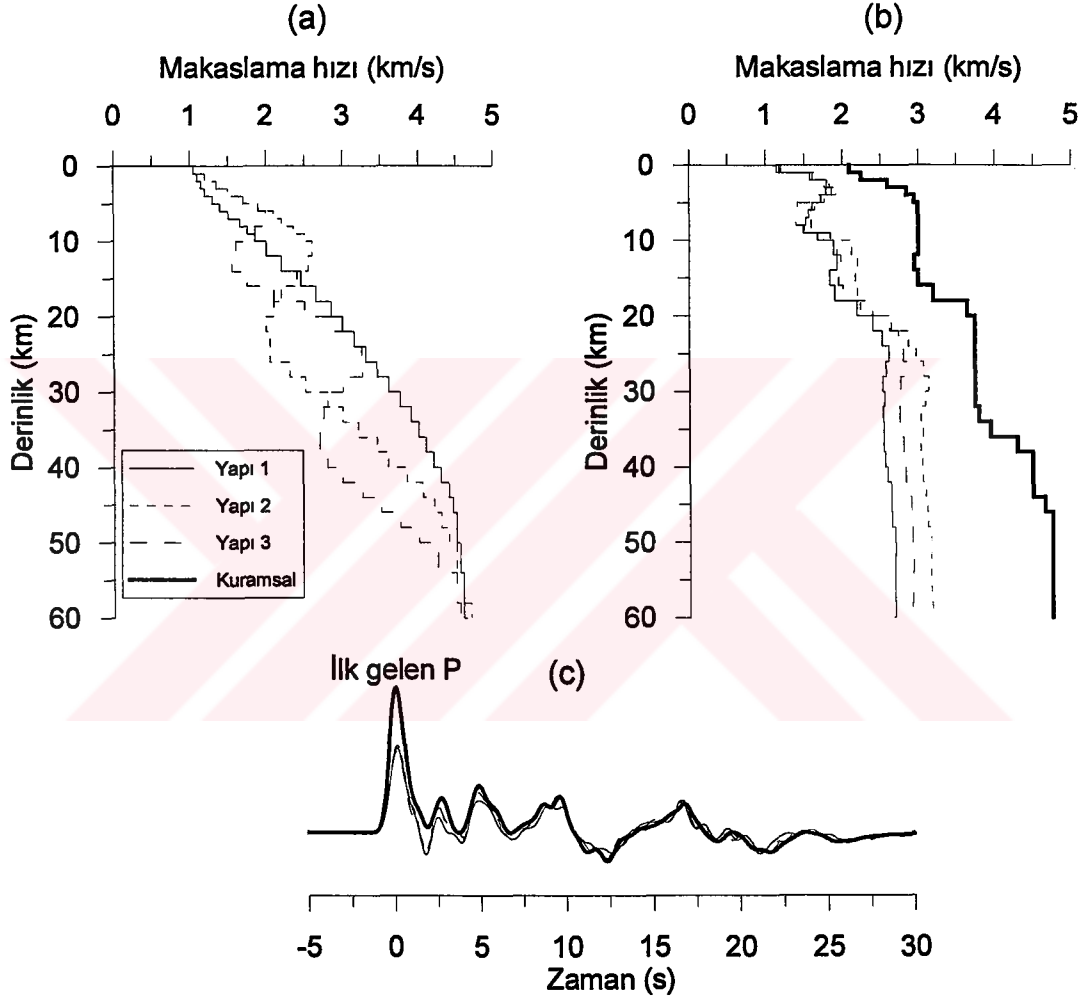 (a)
Makaslama hızı (km/s)
0 1 2 3 4 5
0
10
20
30
40
50
60
Derinlik (km)
Yapı 1
Yapı 2
Yapı 3
Kuramsal
(b)
Makaslama hızı (km/s)
0 1 2 3 4 5
0
10
20
30
40
50
60
Derinlik (km)
(c)
İlk gelen P
-5 0 5 10 15 20 25 30
Zaman (s)